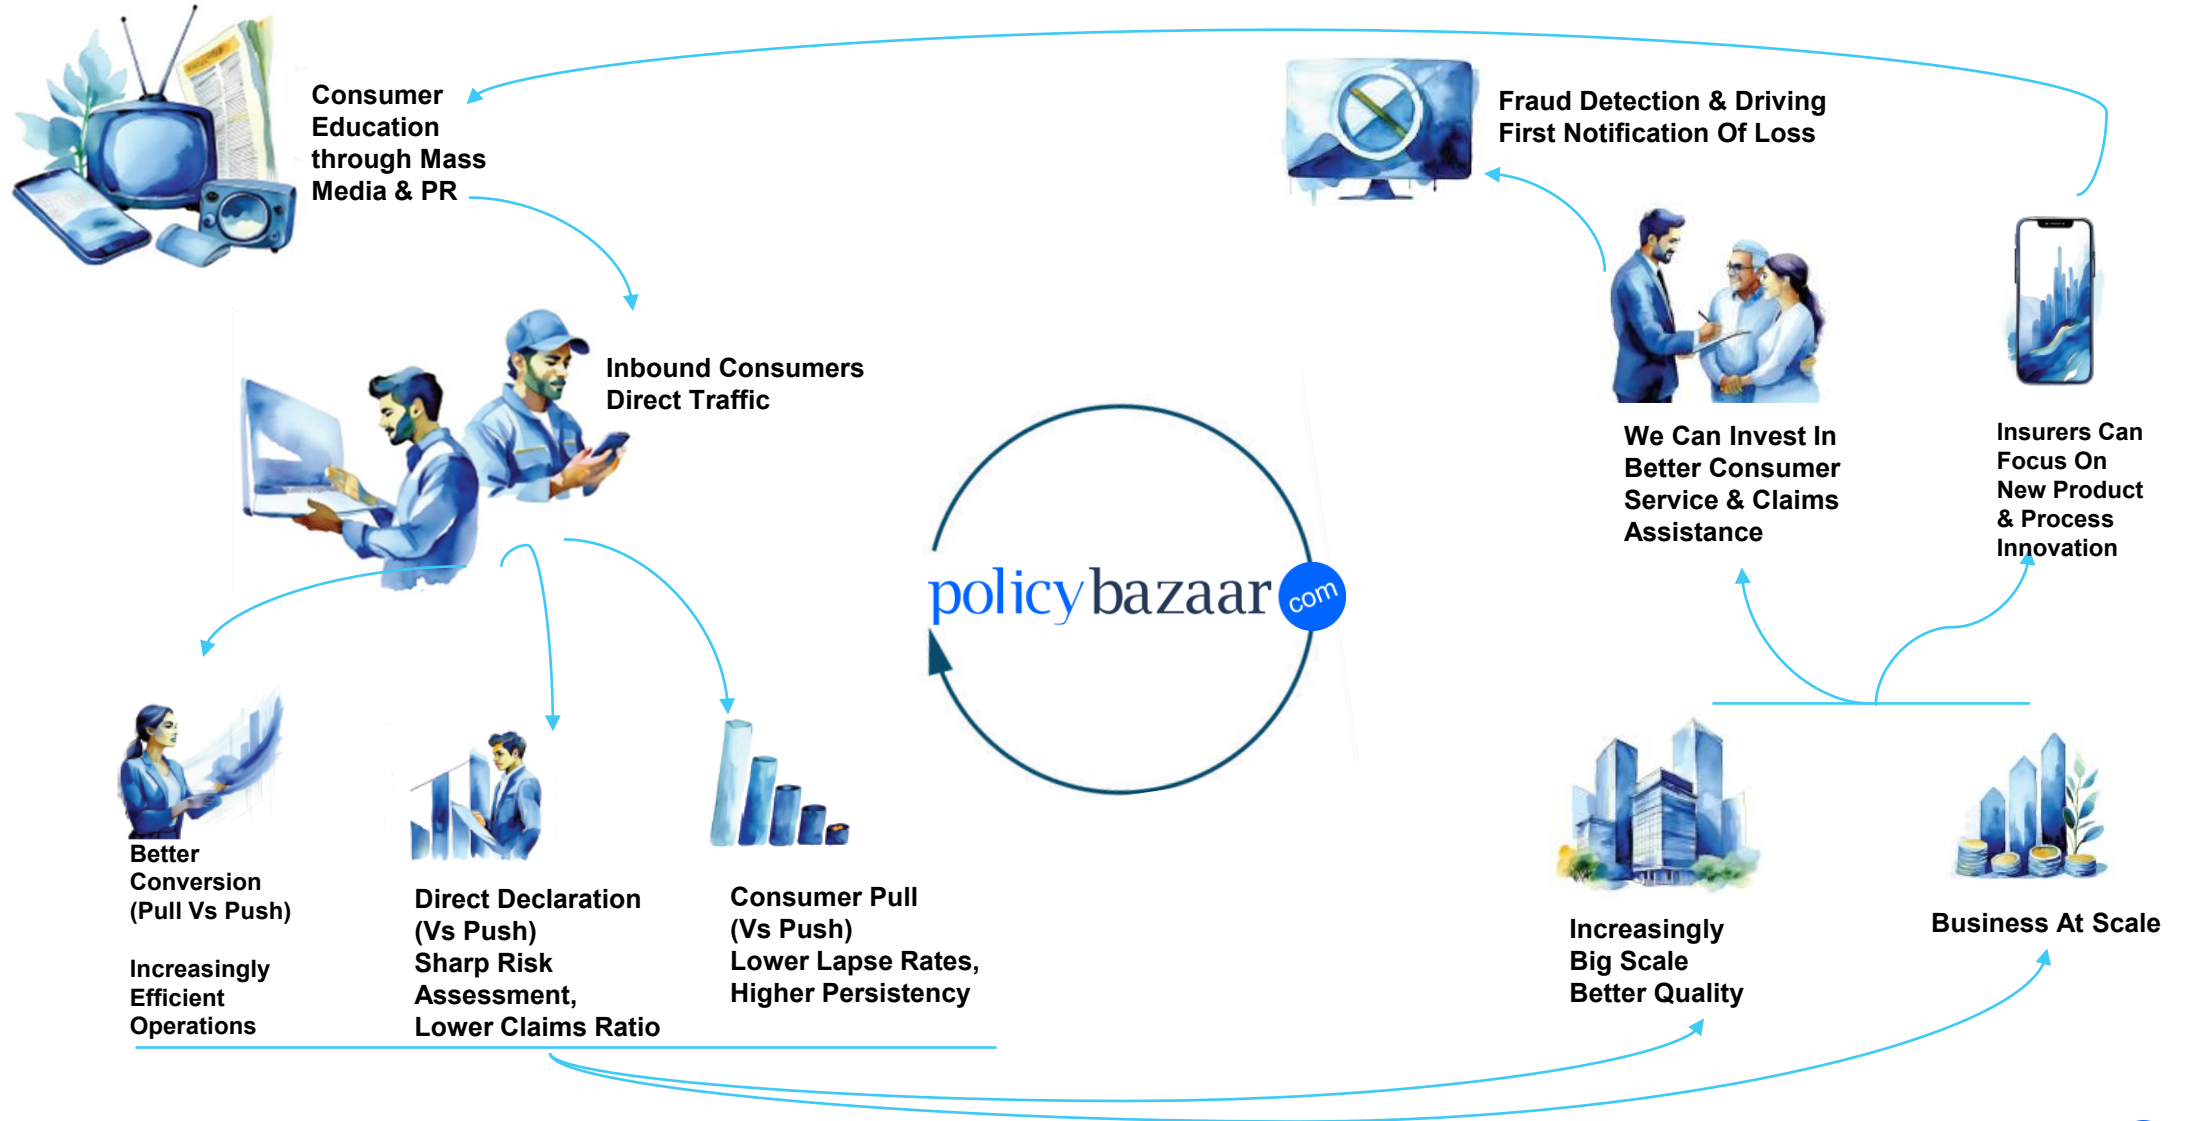 Consumer
Education
through Mass
Media & PR
Fraud Detection & Driving
First Notification Of Loss
Inbound Consumers
Direct Traffic
We Can Invest In
Better Consumer
Service & Claims
Assistance
Insurers Can
Focus On
New Product
& Process
Innovation
policybazaar com
Better
Conversion
(Pull Vs Push)
Increasingly
Efficient
Operations
Direct Declaration
(Vs Push)
Sharp Risk
Assessment,
Lower Claims Ratio
Consumer Pull
(Vs Push)
Lower Lapse Rates,
Higher Persistency
Increasingly
Big Scale
Better Quality
Business At Scale